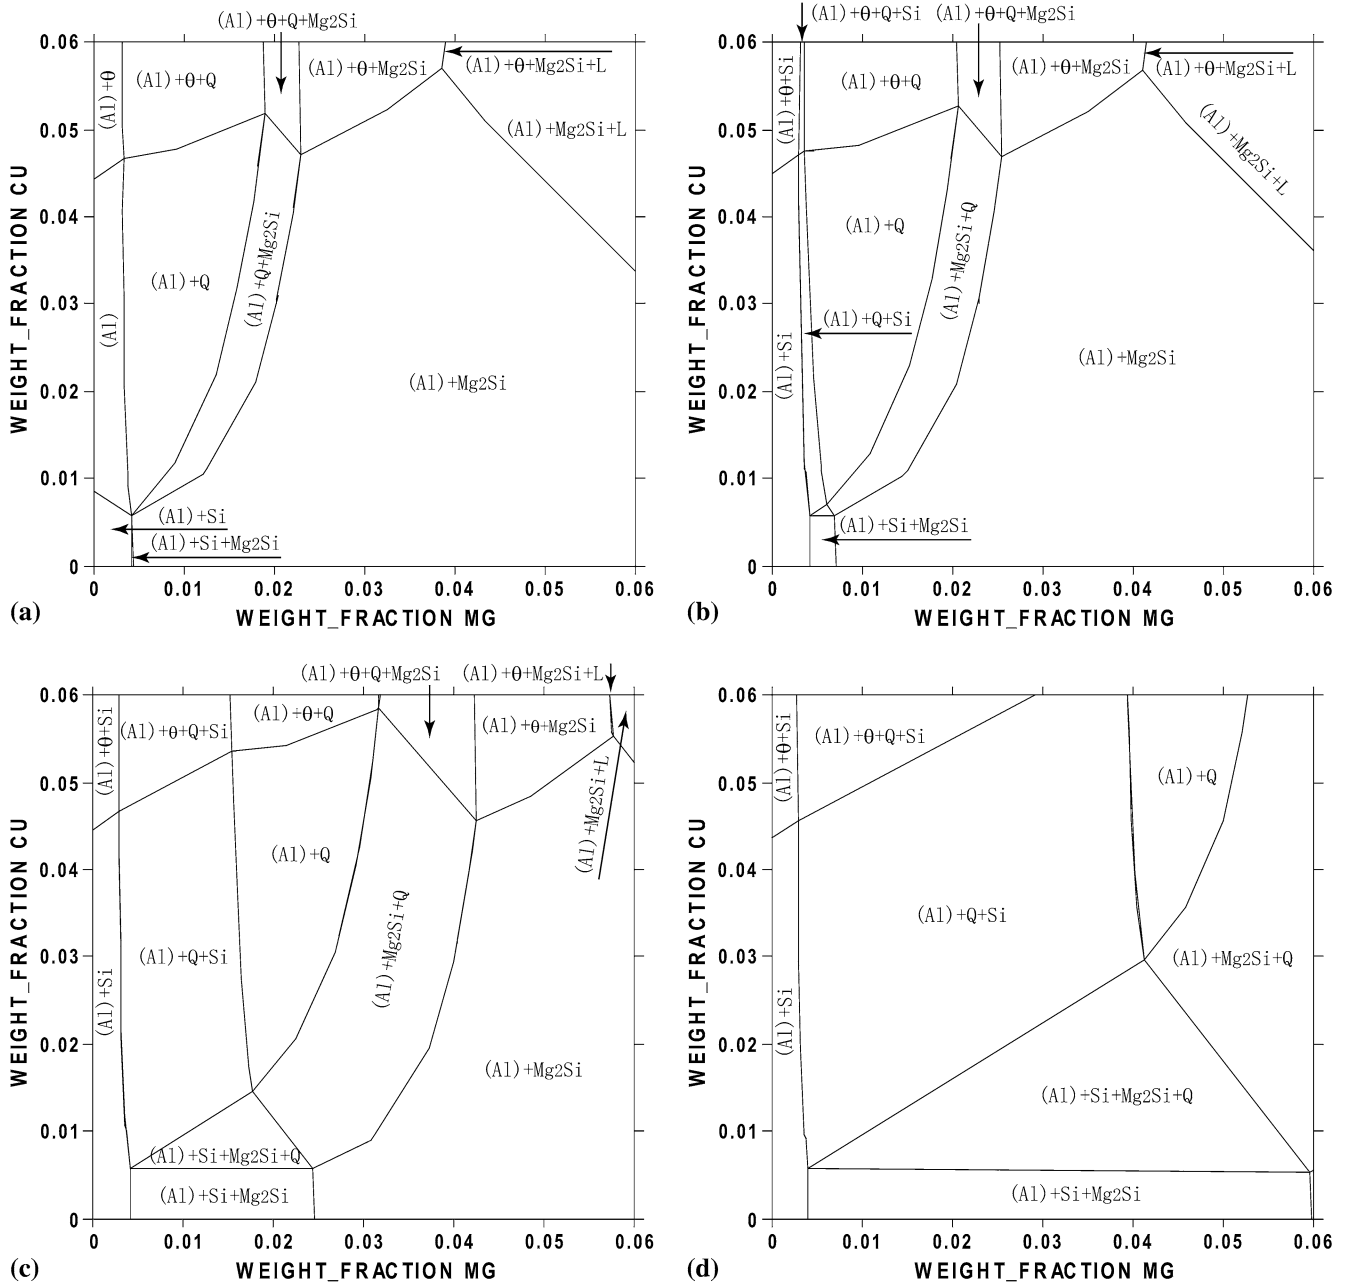 (Al)+θ+Q+Mg2Si
0.06
0.05
0.04
0.03
0.02
0.01
0
WEIGHT_FRACTION CU
(Al)+θ
(Al)+θ+Q
(Al)+θ+Mg2Si
(Al)+θ+Mg2Si+L
(Al)+Mg2Si+L
(Al)
(Al)+Q
(Al)+Q+Mg2Si
(Al)+Mg2Si
(Al)+Si
(Al)+Si+Mg2Si
0 0.01 0.02 0.03 0.04 0.05 0.06
(a) WEIGHT_FRACTION MG
(Al)+θ+Q+Si (Al)+θ+Q+Mg2Si
0.06
0.05
0.04
0.03
0.02
0.01
0
WEIGHT_FRACTION CU
(Al)+θ+Si
(Al)+θ+Q
(Al)+θ+Mg2Si
(Al)+θ+Mg2Si+L
(Al)+Mg2Si+L
(Al)+Q
(Al)+Mg2Si+Q
(Al)+Q+Si
(Al)+Si
(Al)+Mg2Si
(Al)+Si+Mg2Si
0 0.01 0.02 0.03 0.04 0.05 0.06
(b) WEIGHT_FRACTION MG
(Al)+θ+Q+Mg2Si (Al)+θ+Mg2Si+L
0.06
0.05
0.04
0.03
0.02
0.01
0
WEIGHT_FRACTION CU
(Al)+θ+Si
(Al)+θ+Q+Si
(Al)+θ+Q
(Al)+θ+Mg2Si
(Al)+Mg2Si+L
(Al)+Q
(Al)+Q+Si
(Al)+Mg2Si+Q
(Al)+Si
(Al)+Mg2Si
(Al)+Si+Mg2Si+Q
(Al)+Si+Mg2Si
0 0.01 0.02 0.03 0.04 0.05 0.06
(c) WEIGHT_FRACTION MG
0.06
0.05
0.04
0.03
0.02
0.01
0
WEIGHT_FRACTION CU
(Al)+θ+Si
(Al)+θ+Q+Si
(Al)+Q
(Al)+Q+Si
(Al)+Mg2Si+Q
(Al)+Si
(Al)+Si+Mg2Si+Q
(Al)+Si+Mg2Si
0 0.01 0.02 0.03 0.04 0.05 0.06
(d) WEIGHT_FRACTION MG